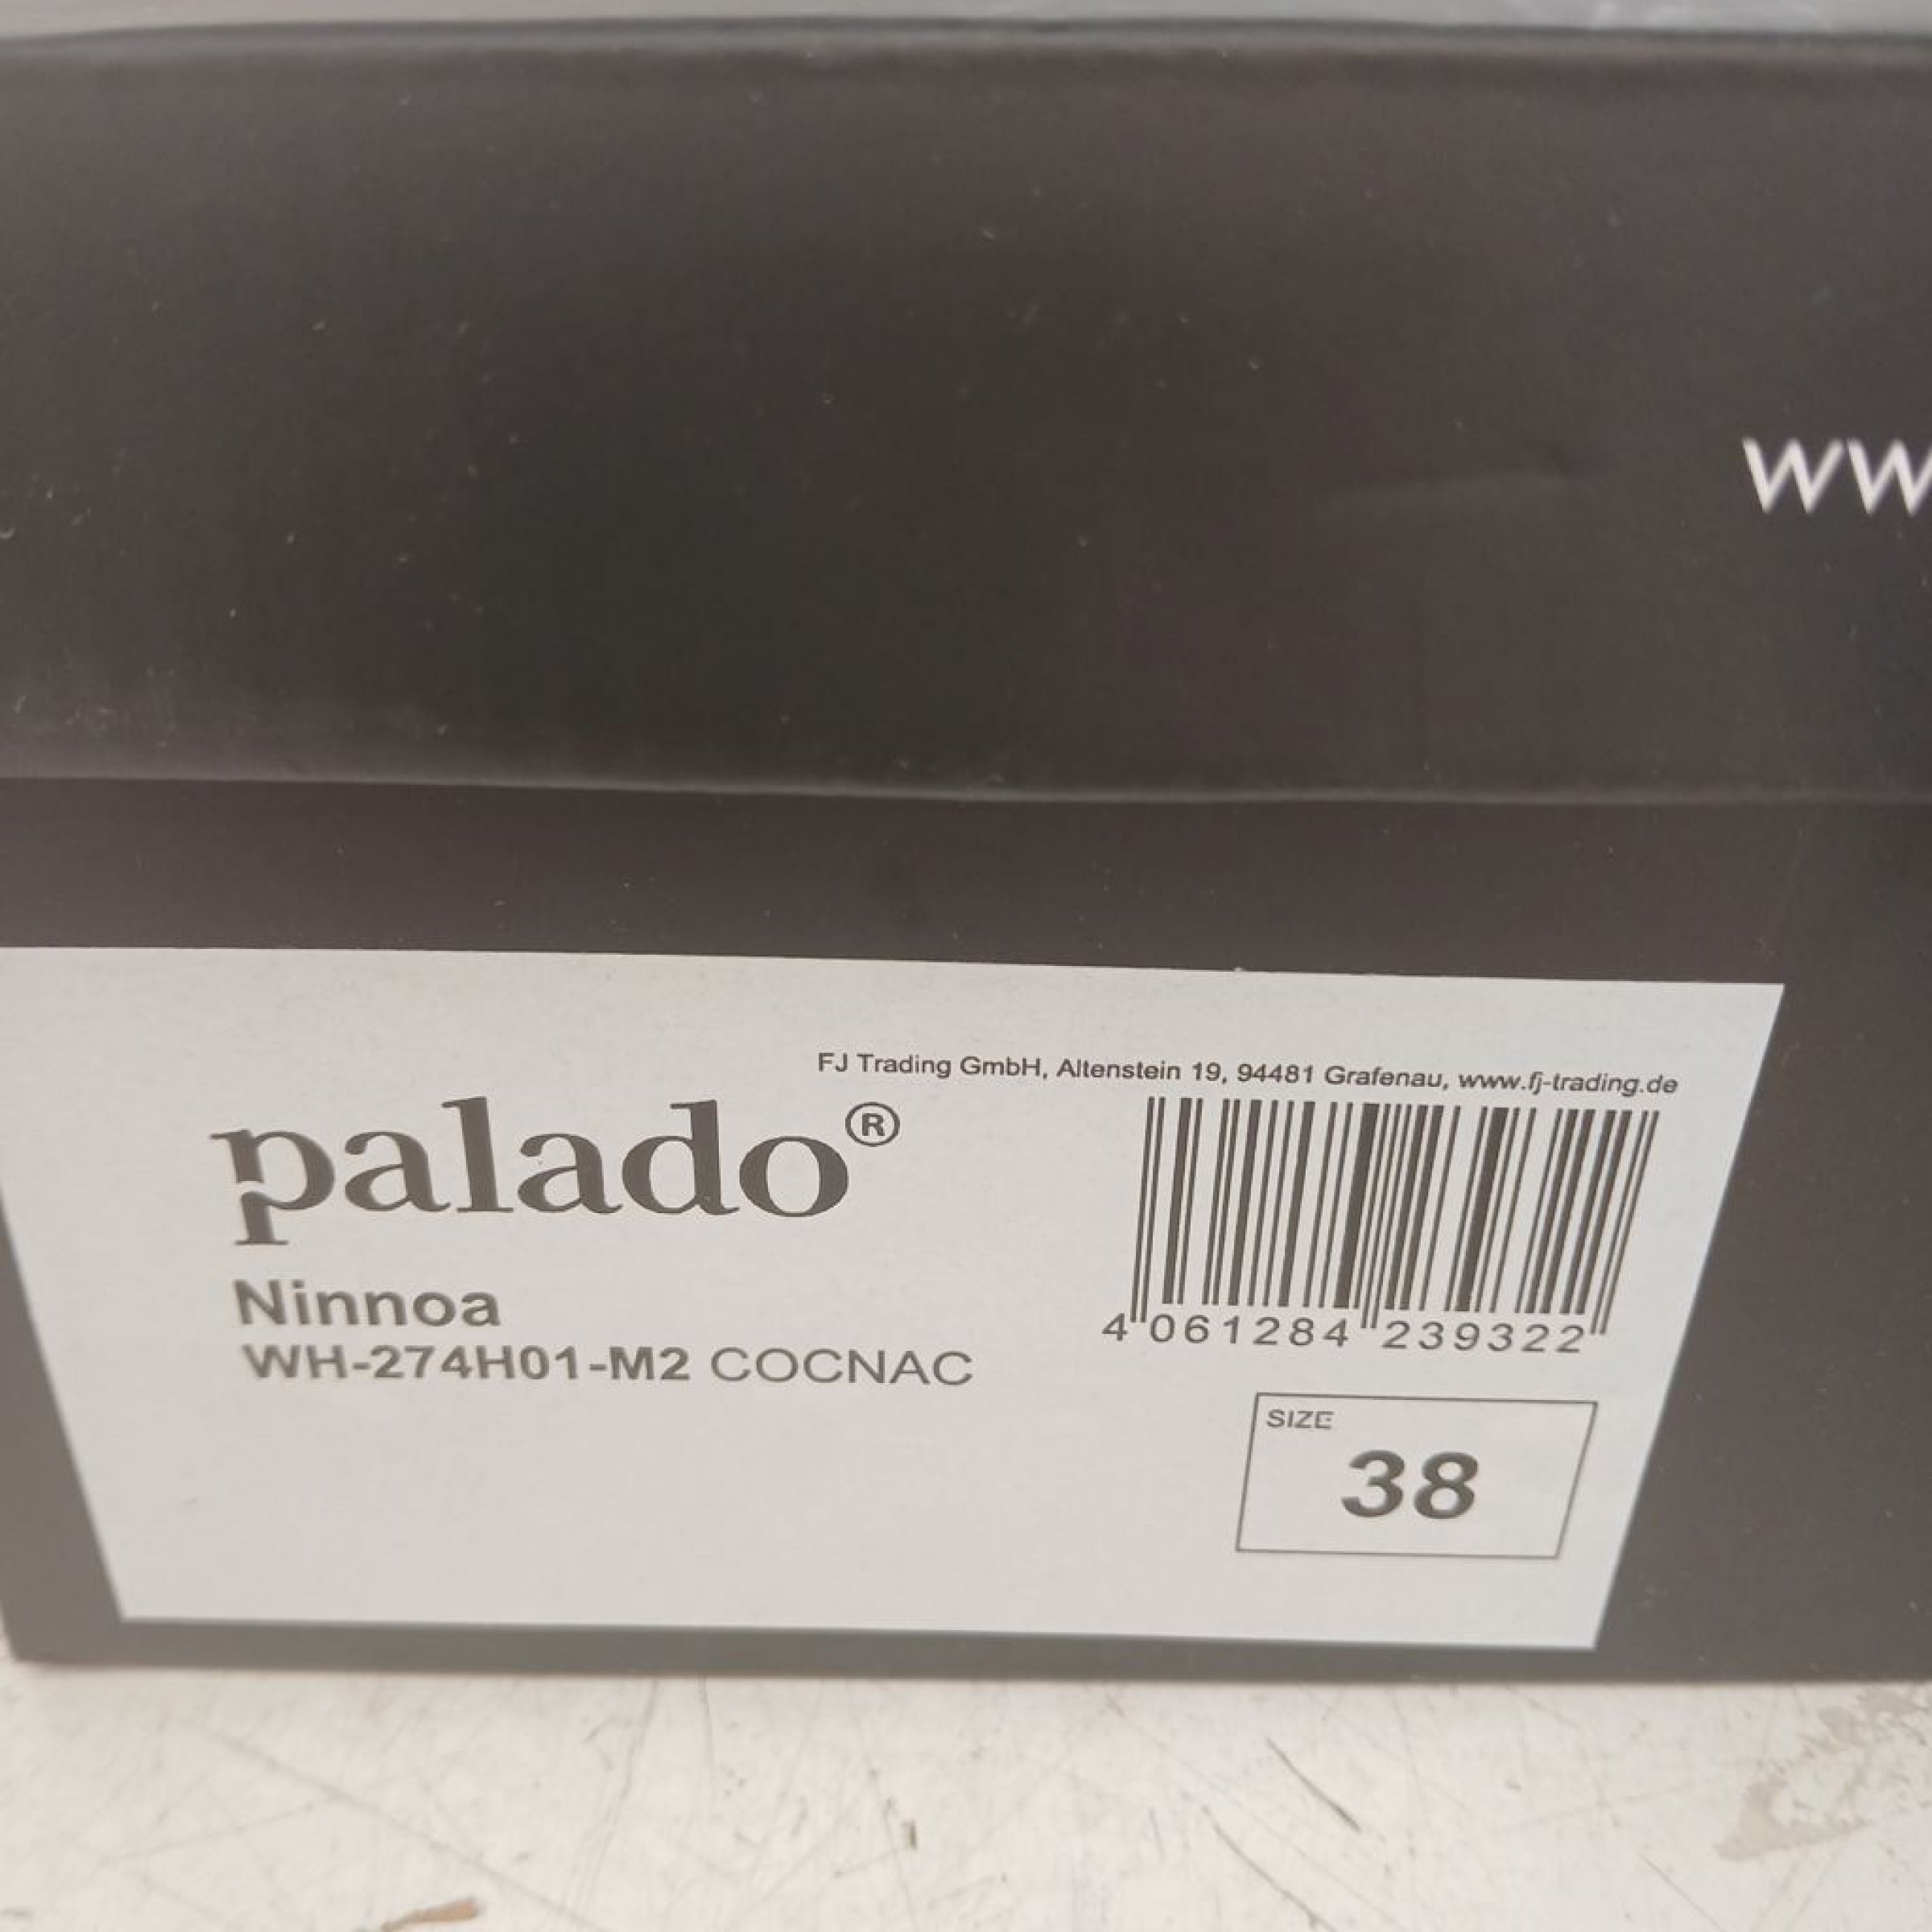 ww
FJ Trading GmbH, Altenstein 19, 94481 Grafenau, www.fj-trading.de
palado®
Ninnoa
WH-274H01-M2 COCNAC
4 061284 239322
SIZE
38